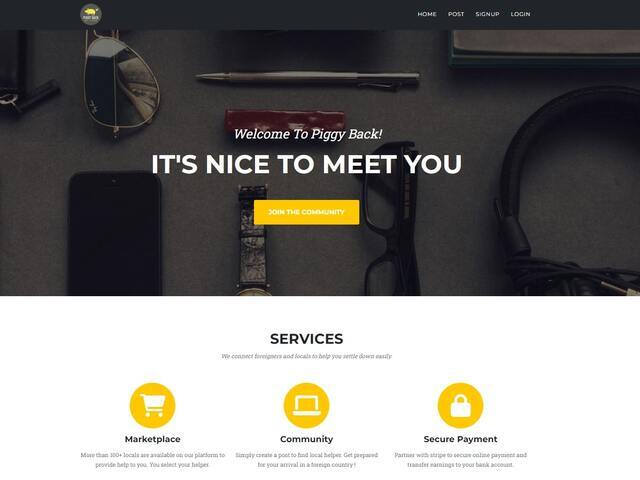 PIGGY BACK
HOME POST SIGNUP LOGIN
Welcome To Piggy Back!
IT'S NICE TO MEET YOU
JOIN THE COMMUNITY
SERVICES
We connect foreigners and locals to help you settle down easily.
Marketplace
More than 100+ locals are available on our platform to
provide help to you. You select your helper.
Community
Simply create a post to find local helper. Get prepared
for your arrival in a foreign country!
Secure Payment
Partner with stripe to secure online payment and
transfer earnings to your bank account.